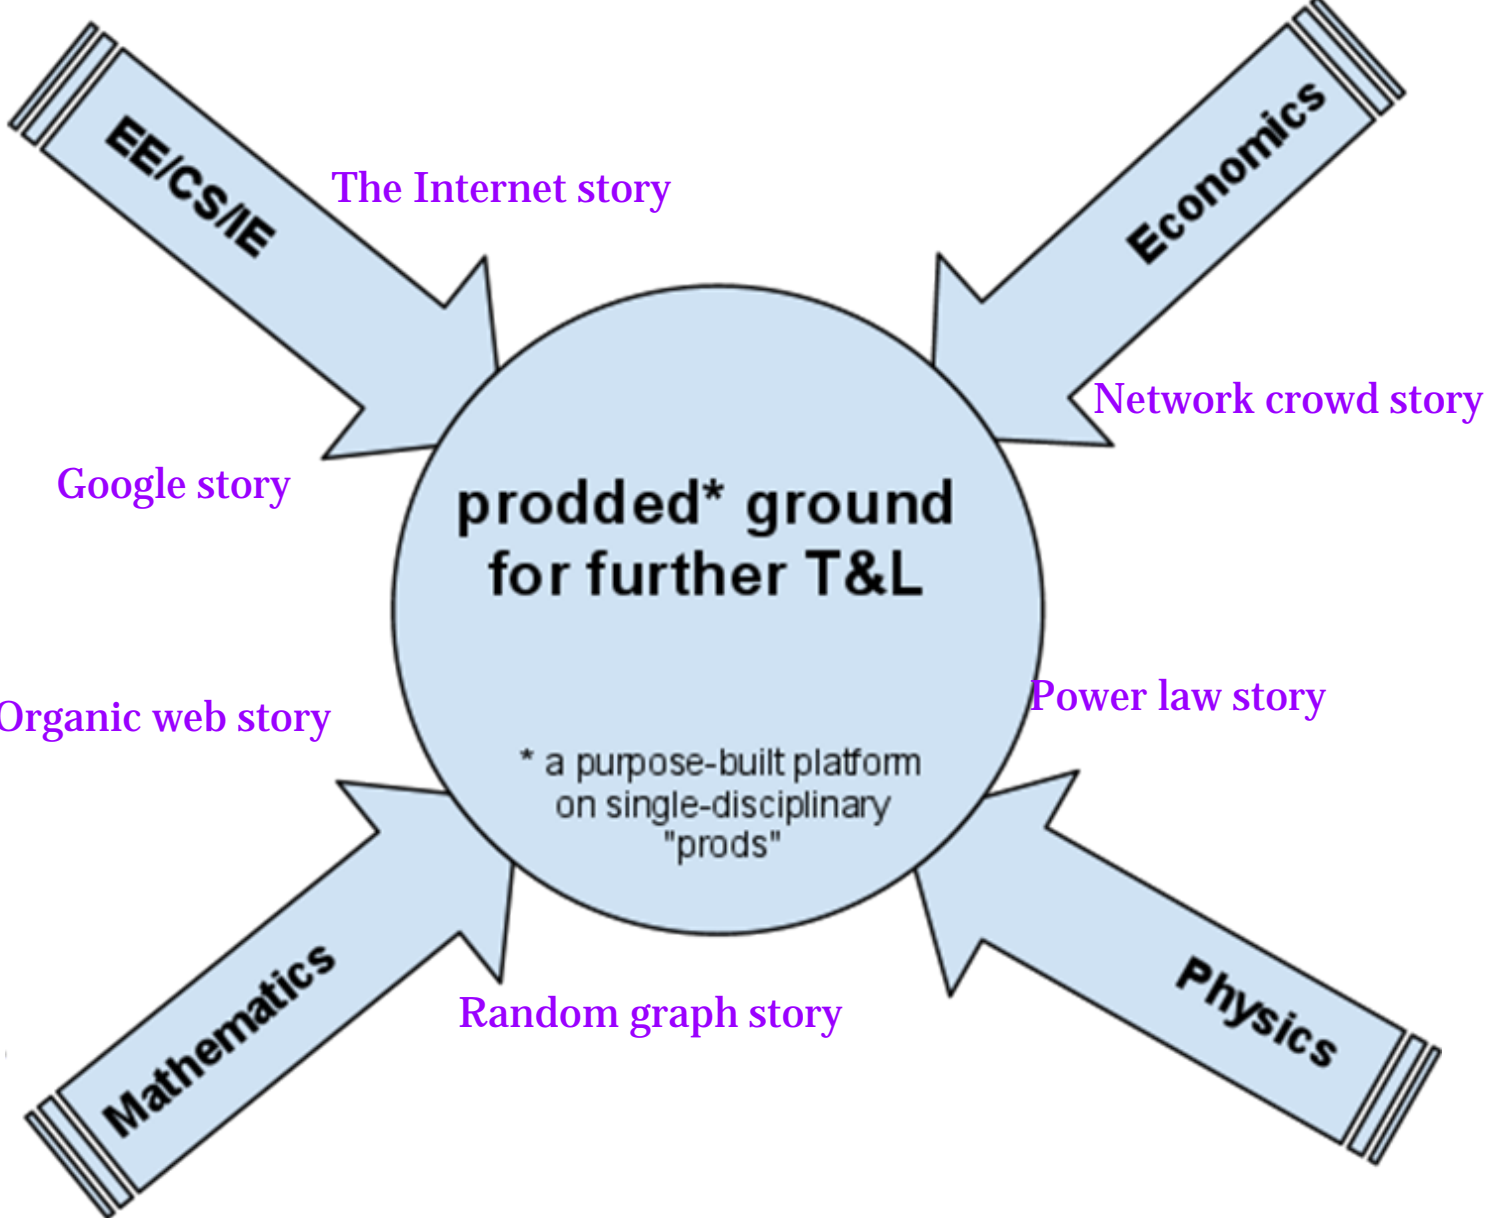 EE/CS/IE
Economics
The Internet story
Network crowd story
Google story
prodded* ground
for further T&L
Organic web story
Power law story
* a purpose-built platform
on single-disciplinary
"prods"
Mathematics
Random graph story
Physics